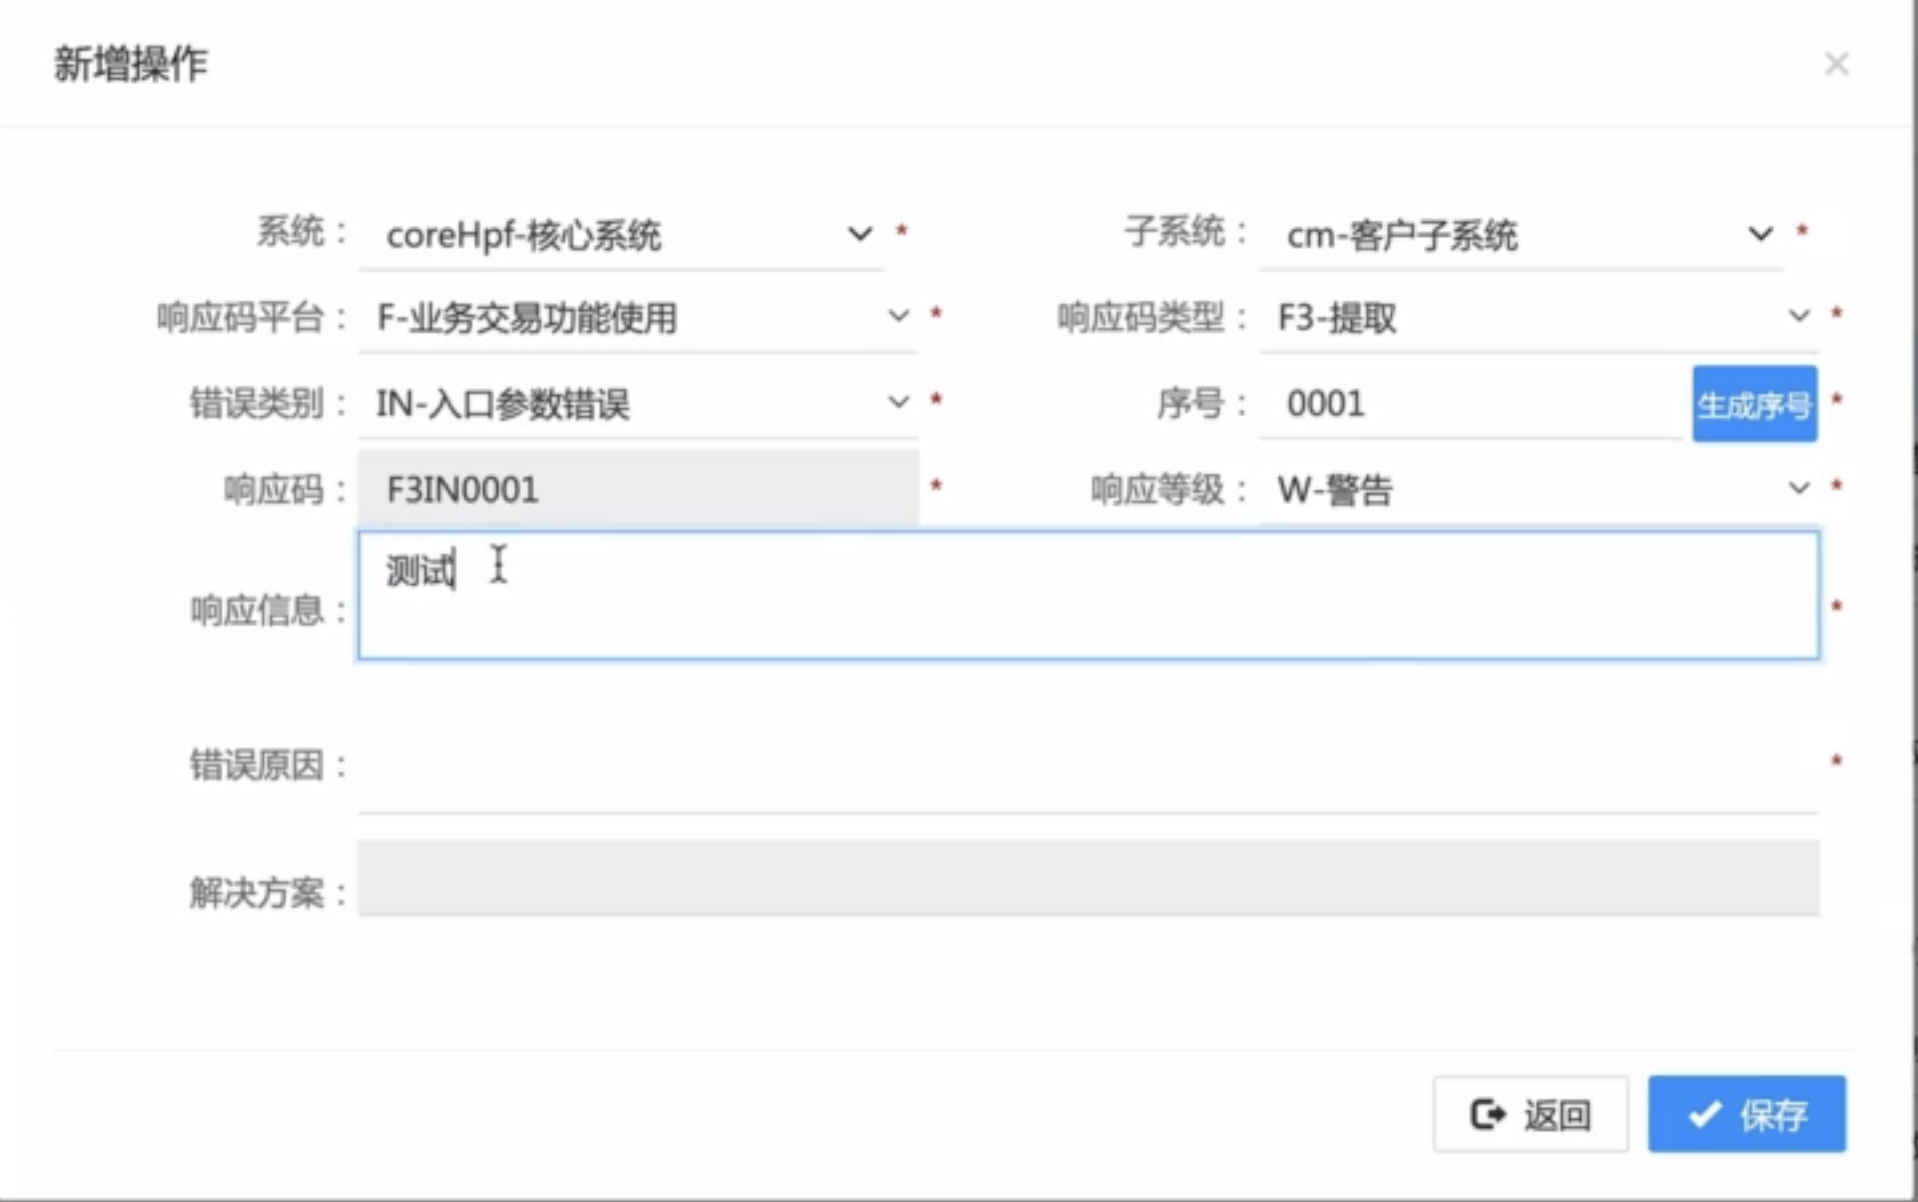 新增操作
系统： coreHpf-核心系统 * 子系统： cm-客户子系统 *
响应码平台： F-业务交易功能使用 * 响应码类型： F3-提取 *
错误类别： IN-入口参数错误 * 序号： 0001 生成序号 *
响应码： F3IN0001 * 响应等级： W-警告 *
响应信息： 测试 *
错误原因： *
解决方案：
返回 保存